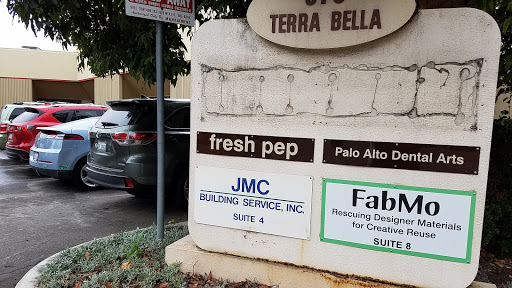 TERRA BELLA
fresh pep
Palo Alto Dental Arts
JMC
BUILDING SERVICE, INC.
SUITE 4
FabMo
Rescuing Designer Materials
for Creative Reuse
SUITE 8